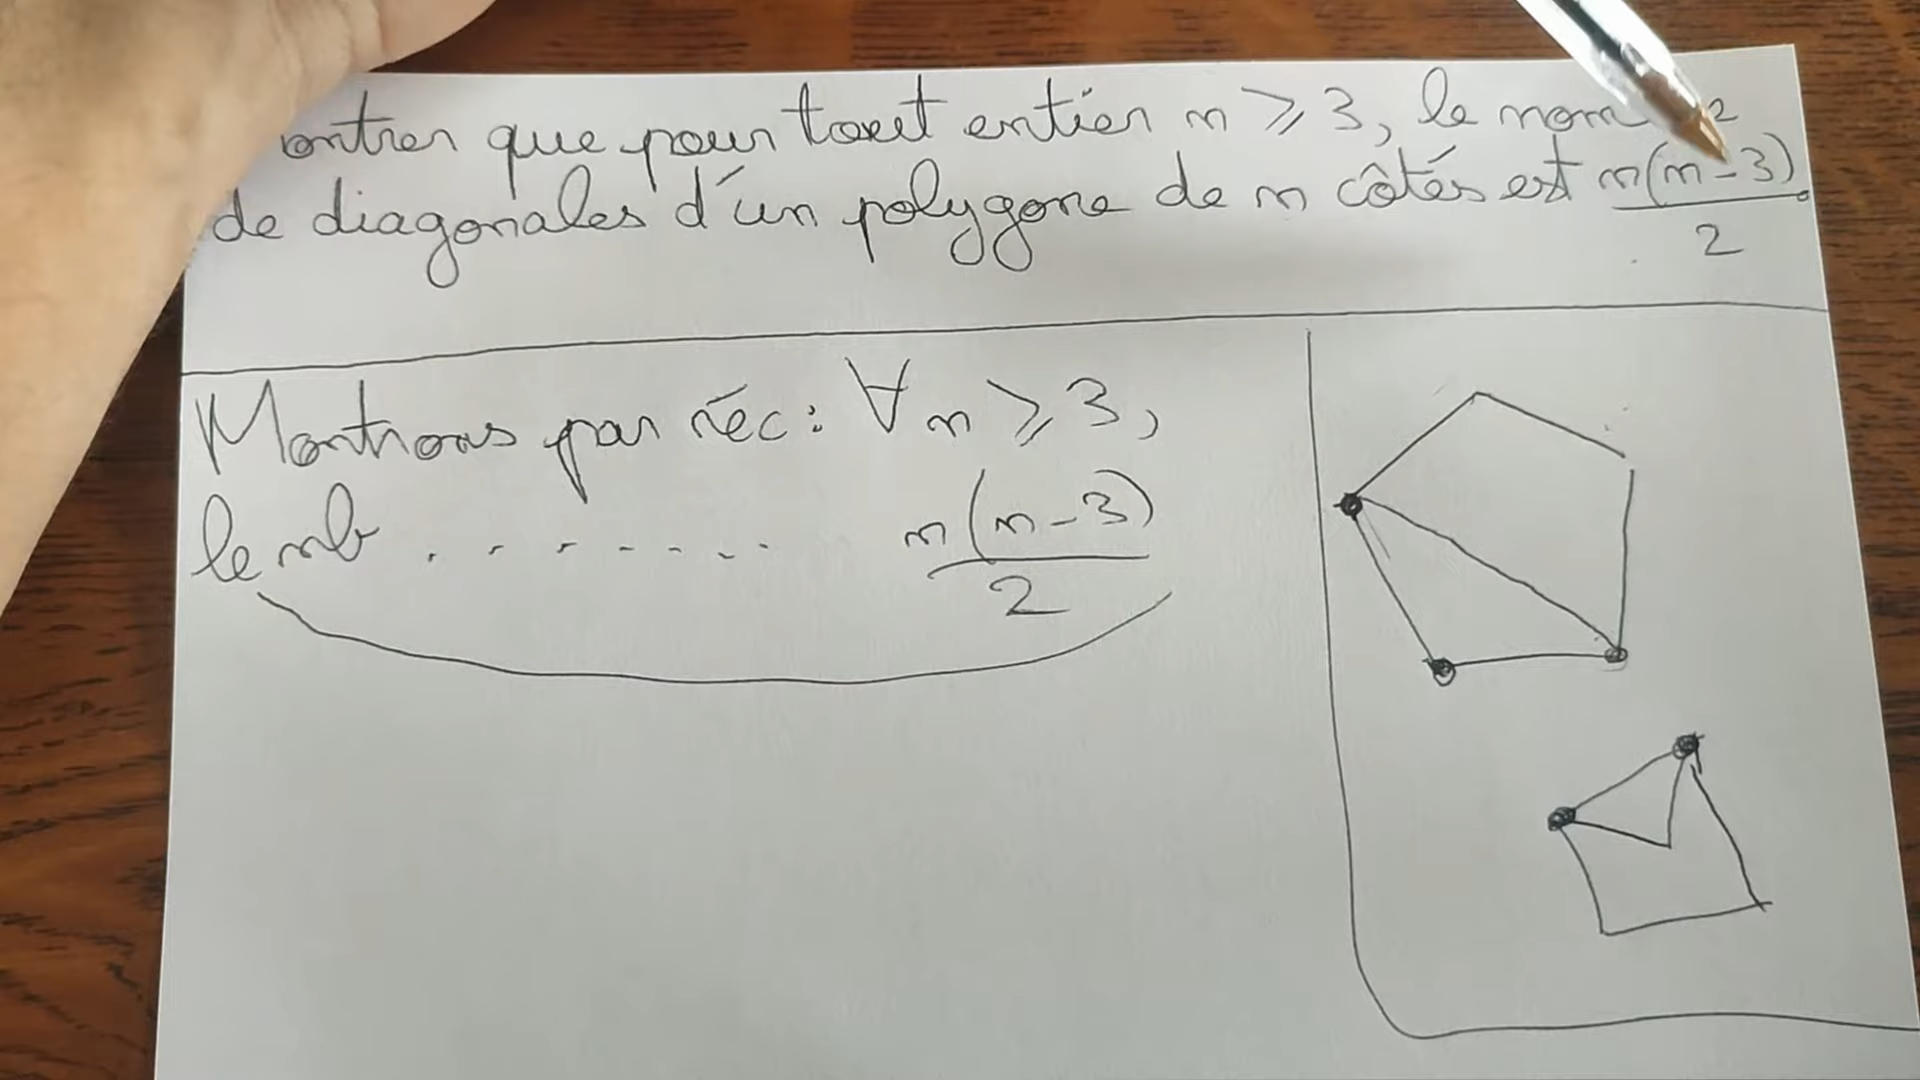 ontrer que pour tout entier n ⩾ 3, le
de diagonales d'un polygone de n côtés est n(n-3)/2.
Montrons par réc : ∀n ⩾ 3,
le nb . . . . . . . . n(n-3)/2